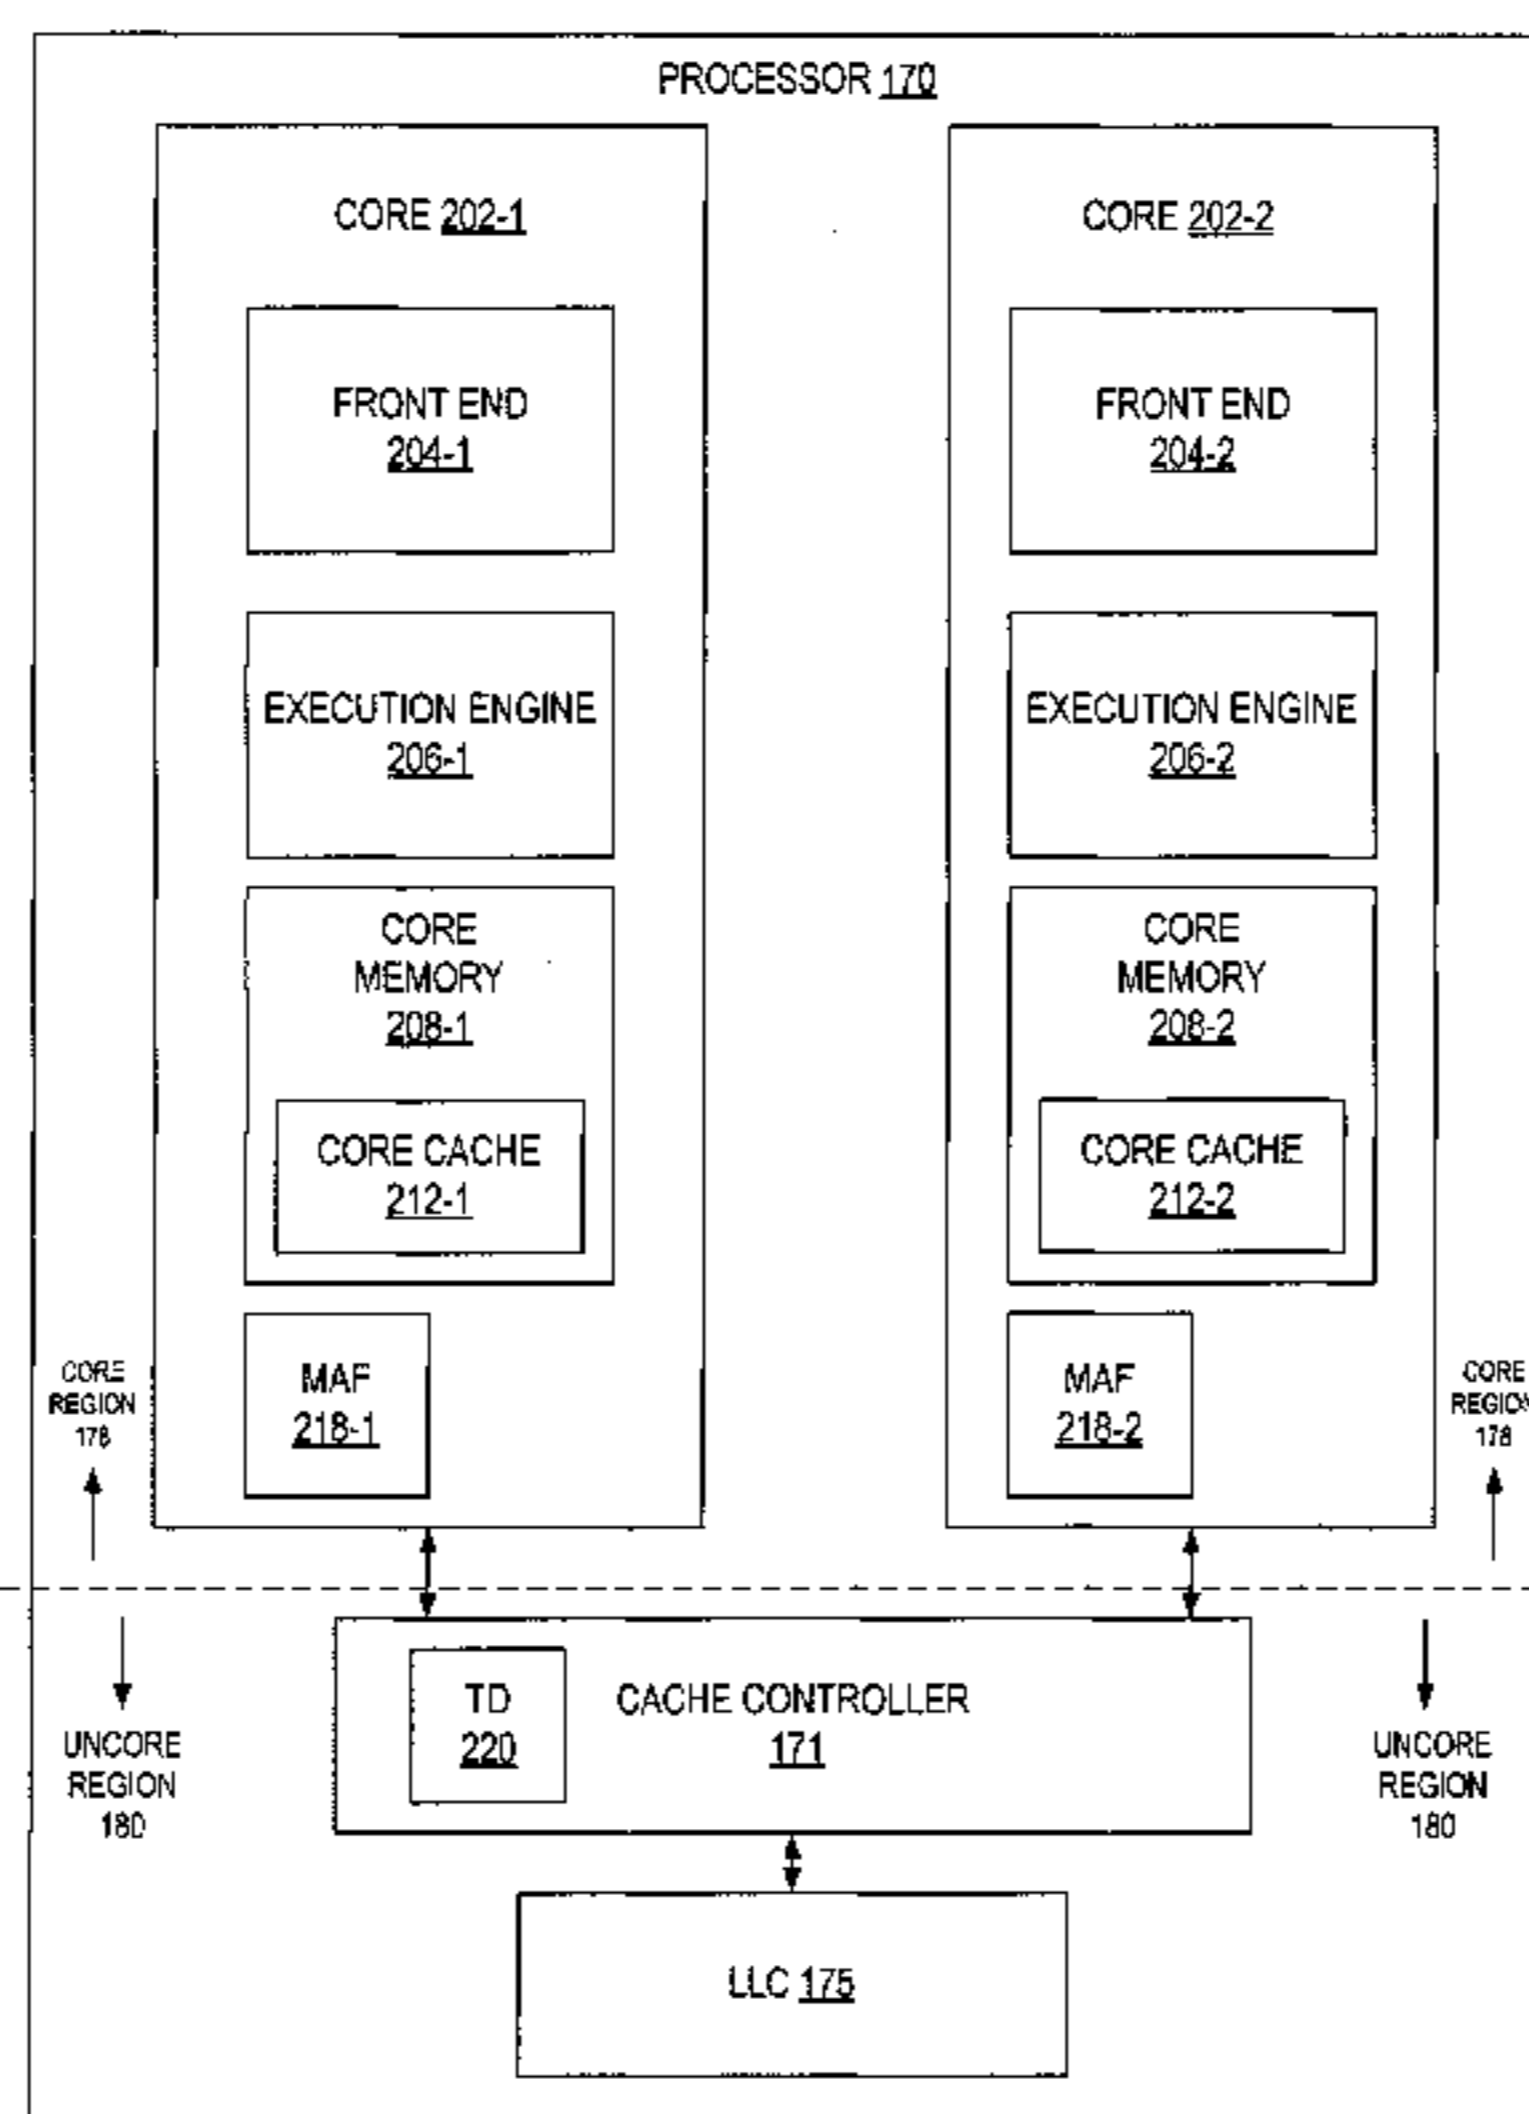 PROCESSOR 170
CORE 202-1
FRONT END
204-1
EXECUTION ENGINE
206-1
CORE
MEMORY
208-1
CORE CACHE
212-1
MAF
218-1
CORE 202-2
FRONT END
204-2
EXECUTION ENGINE
206-2
CORE
MEMORY
208-2
CORE CACHE
212-2
MAF
218-2
CORE
REGION
178
CORE
REGION
178
UNCORE
REGION
180
TD
220
CACHE CONTROLLER
171
UNCORE
REGION
180
LLC 175